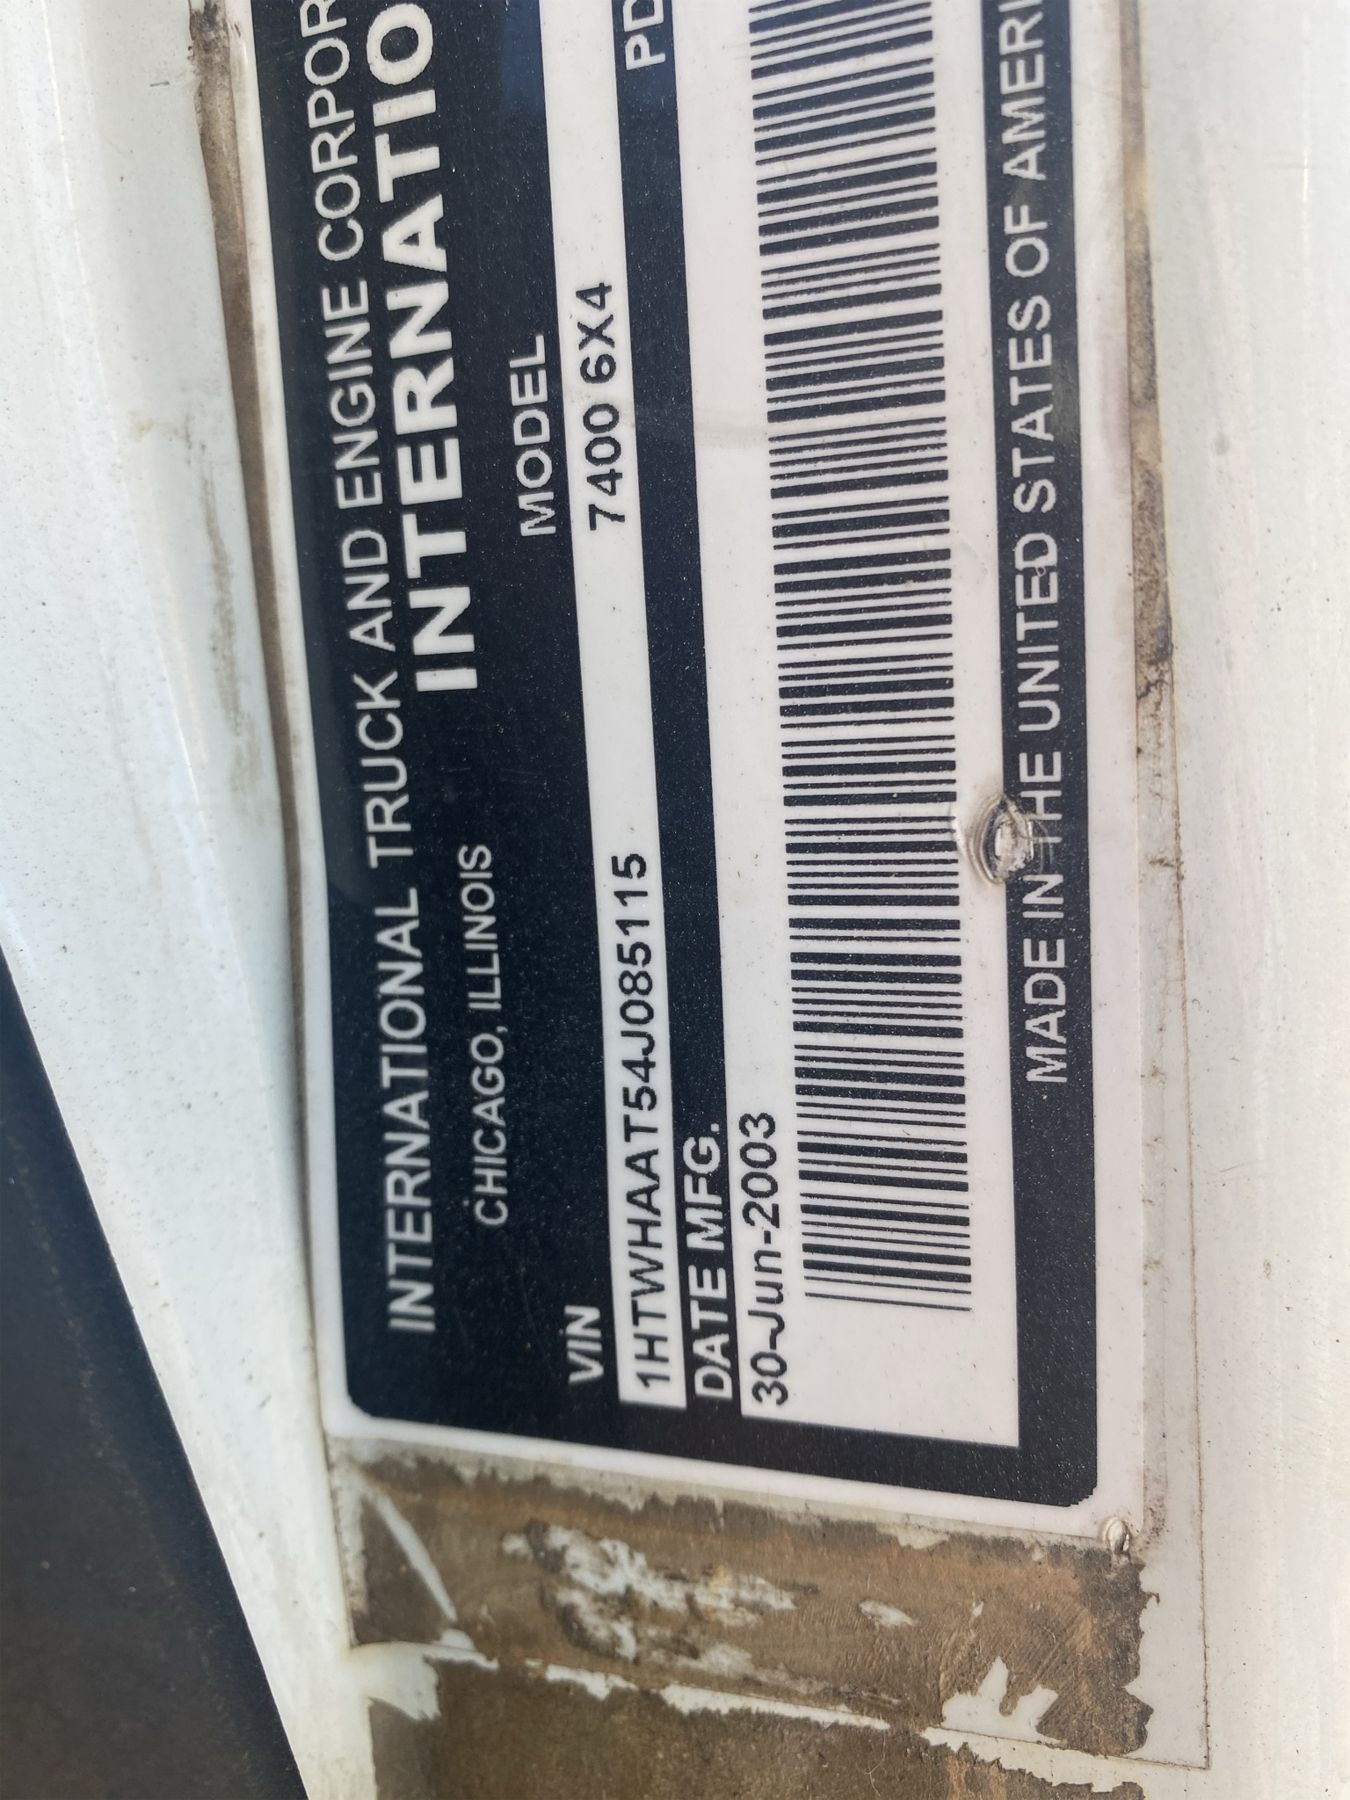 INTERNATIONAL TRUCK AND ENGINE CORPOR
CHICAGO, ILLINOIS
INTERNATIO
VIN
MODEL
1HTWHAAT54J085115
7400 6X4
DATE MFG.
PD
30-Jun-2003
MADE IN THE UNITED STATES OF AMERI